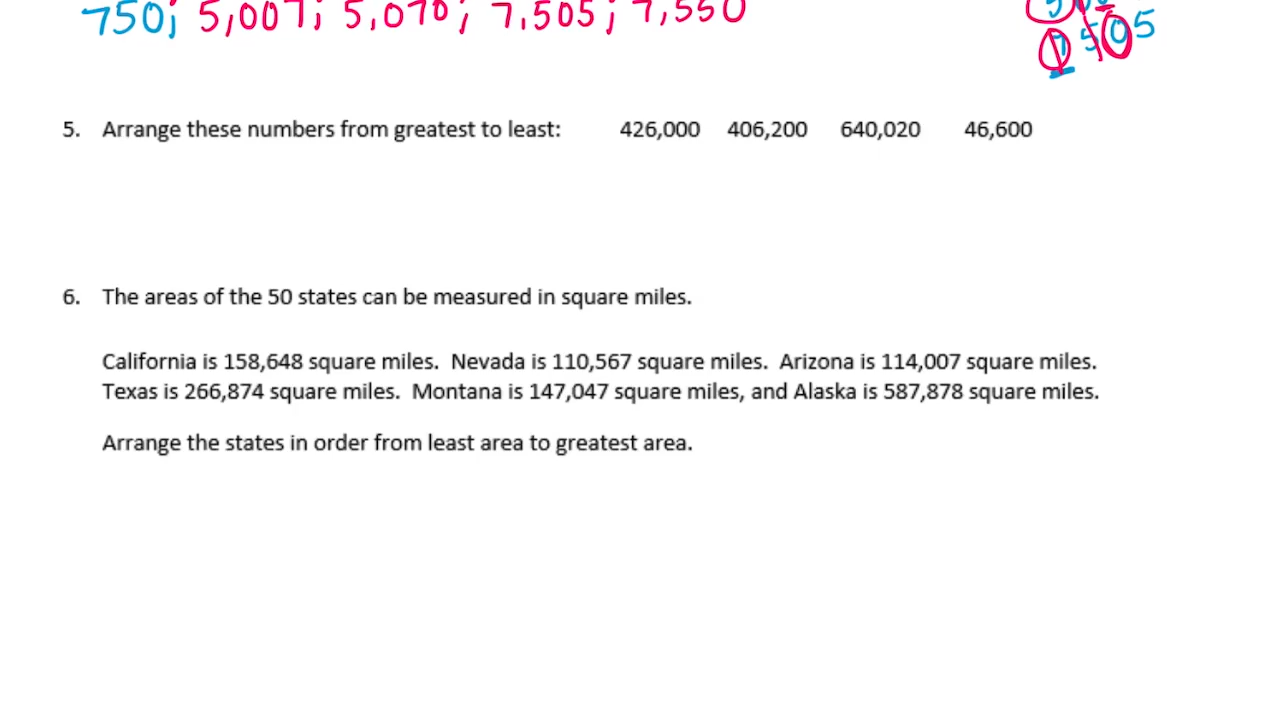 750; 5,007; 5,070; 7,505; 7,550
505
5. Arrange these numbers from greatest to least: 426,000 406,200 640,020 46,600
6. The areas of the 50 states can be measured in square miles.
California is 158,648 square miles. Nevada is 110,567 square miles. Arizona is 114,007 square miles.
Texas is 266,874 square miles. Montana is 147,047 square miles, and Alaska is 587,878 square miles.
Arrange the states in order from least area to greatest area.